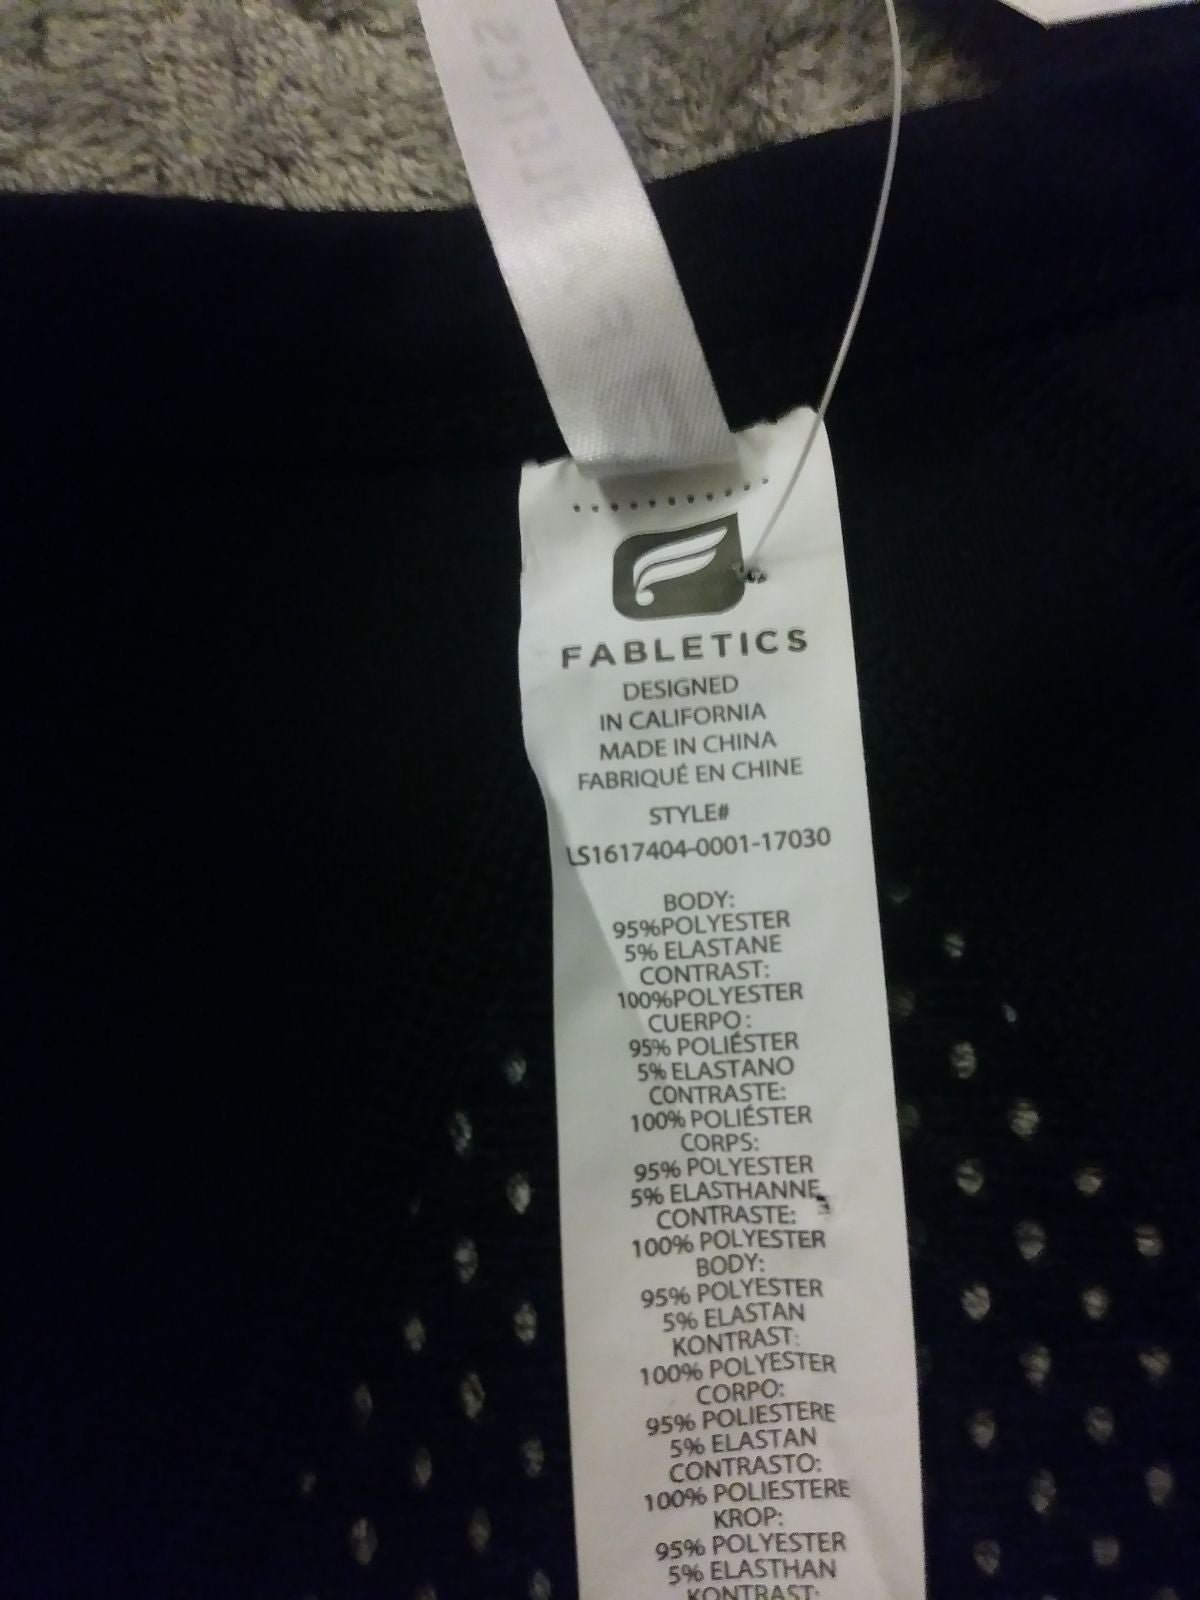 FABLETICS
DESIGNED
IN CALIFORNIA
MADE IN CHINA
FABRIQUÉ EN CHINE
STYLE#
LS1617404-0001-17030
BODY:
95%POLYESTER
5% ELASTANE
CONTRAST:
100%POLYESTER
CUERPO:
95% POLIÉSTER
5% ELASTANO
CONTRASTE:
100% POLIÉSTER
CORPS:
95% POLYESTER
5% ELASTHANNE
CONTRASTE:
100% POLYESTER
BODY:
95% POLYESTER
5% ELASTAN
KONTRAST:
100% POLYESTER
CORPO:
95% POLIESTERE
5% ELASTAN
CONTRASTO:
100% POLIESTERE
KROP:
95% POLYESTER
5% ELASTHAN
KONTRAST: